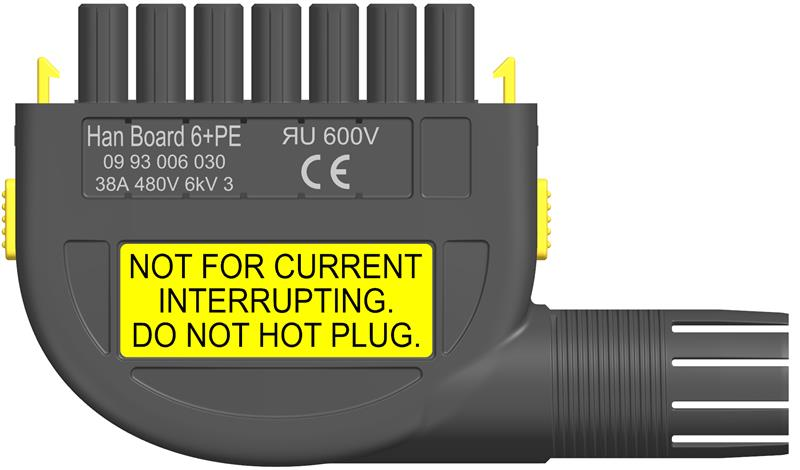 Han Board 6+PE
09 93 006 030
38A 480V 6kV 3
ЯU 600V
CE
NOT FOR CURRENT
INTERRUPTING.
DO NOT HOT PLUG.